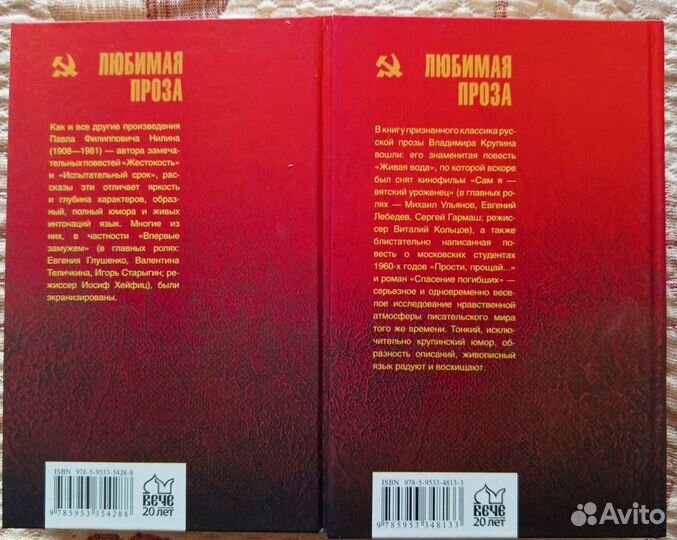 ЛЮБИМАЯ
ПРОЗА
Как и все другие произведения
Павла Филипповича Нилина
(1908—1981) — автора замеча-
тельных повестей «Жестокость»
и «Испытательный срок», рас-
сказы эти отличает яркость
и глубина характеров, образ-
ный, полный юмора и живых
интонаций язык. Многие из
них, в частности «Впервые
замужем» (в главных ролях:
Евгения Глушенко, Валентина
Теличкина, Игорь Старыгин; ре-
жиссер Иосиф Хейфиц), были
экранизированы.
ISBN 978-5-9533-5428-8
9 785953 354288
ВЕЧЕ
20 лет
ЛЮБИМАЯ
ПРОЗА
В книгу признанного классика рус-
ской прозы Владимира Крупина
вошли: его знаменитая повесть
«Живая вода», по которой вскоре
был снят кинофильм «Сам я —
вятский уроженец» (в главных ро-
лях — Михаил Ульянов, Евгений
Лебедев, Сергей Гармаш; режис-
сер Виталий Кольцов), а также
блистательно написанная по-
весть о московских студентах
1960-х годов «Прости, прощай...»
и роман «Спасение погибших» —
серьезное и одновременно весе-
лое исследование нравственной
атмосферы писательского мира
того же времени. Тонкий, исклю-
чительно крупинский юмор, об-
разность описаний, живописный
язык радуют и восхищают.
ISBN 978-5-9533-4813-3
9 785953 348133
ВЕЧЕ
20 лет
Avito